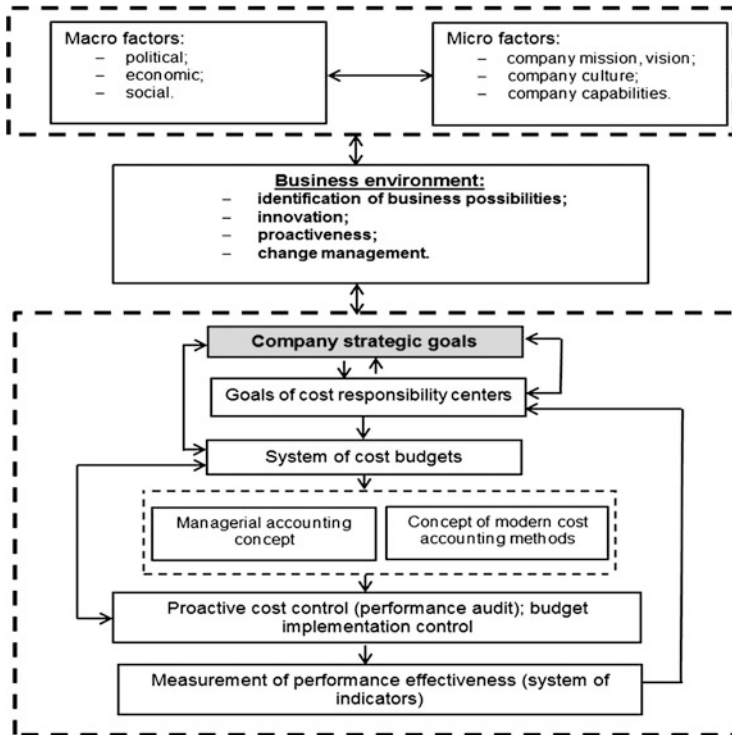 Macro factors:
– political;
– economic;
– social.
Micro factors:
– company mission, vision;
– company culture;
– company capabilities.
Business environment:
– identification of business possibilities;
– innovation;
– proactiveness;
– change management.
Company strategic goals
Goals of cost responsibility centers
System of cost budgets
Managerial accounting
concept
Concept of modern cost
accounting methods
Proactive cost control (performance audit); budget
implementation control
Measurement of performance effectiveness (system of
indicators)